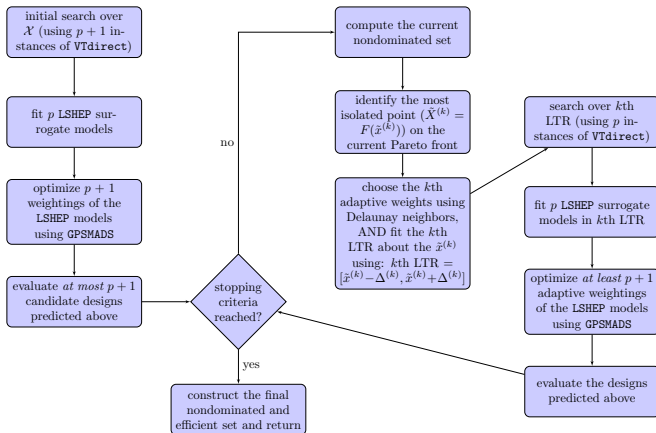 initial search over
𝒳 (using p + 1 in-
stances of VTdirect)
fit p LSHEP sur-
rogate models
optimize p + 1
weightings of the
LSHEP models
using GPSMADS
evaluate at most p + 1
candidate designs
predicted above
stopping
criteria
reached?
no
yes
construct the final
nondominated and
efficient set and return
compute the current
nondominated set
identify the most
isolated point (X̃^(k) =
F(x̃^(k))) on the
current Pareto front
choose the kth
adaptive weights using
Delaunay neighbors,
AND fit the kth
LTR about the x̃^(k)
using: kth LTR =
[x̃^(k)−Δ^(k), x̃^(k)+Δ^(k)]
search over kth
LTR (using p in-
stances of VTdirect)
fit p LSHEP surrogate
models in kth LTR
optimize at least p + 1
adaptive weightings
of the LSHEP models
using GPSMADS
evaluate the designs
predicted above